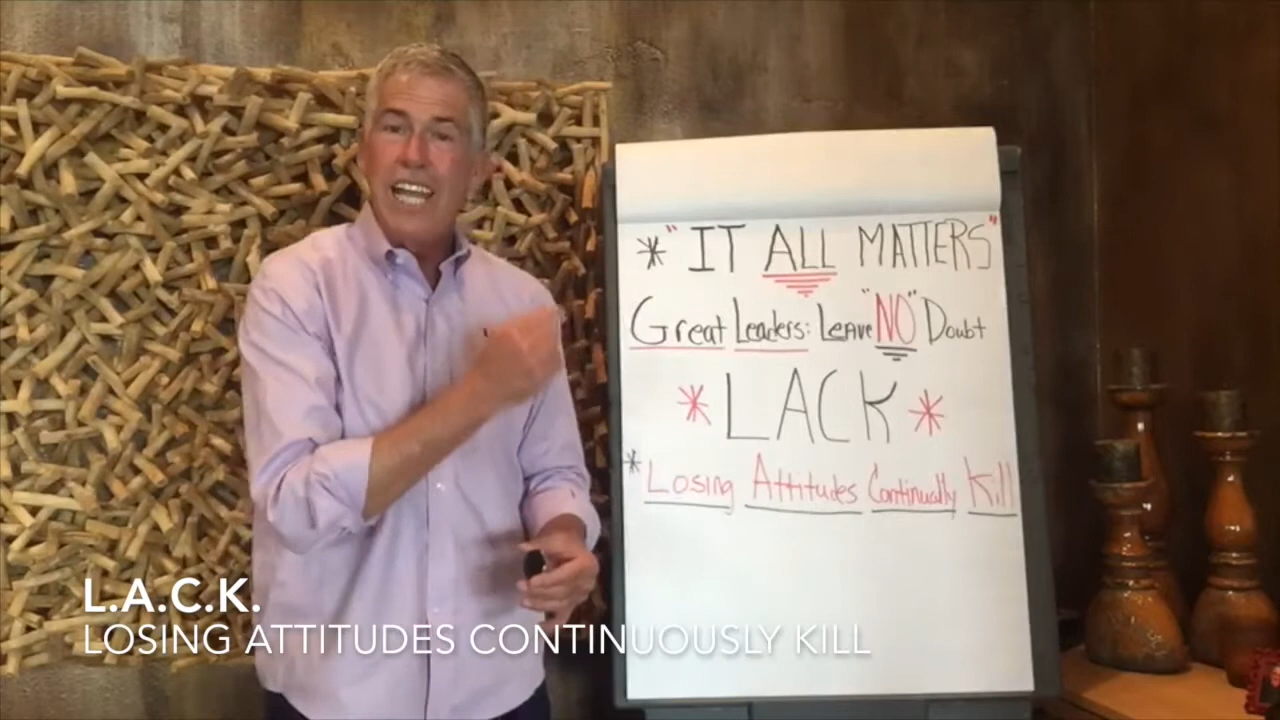 * "IT ALL MATTERS"
Great Leaders: Leave "NO" Doubt
* LACK *
* Losing Attitudes Continually Kill
L.A.C.K.
LOSING ATTITUDES CONTINUOUSLY KILL